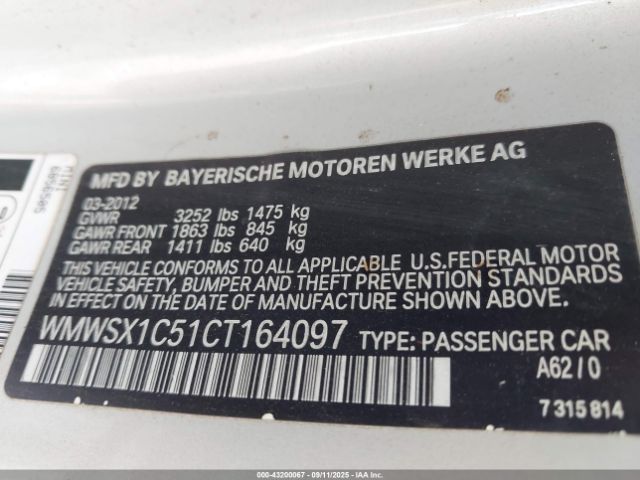 MFD BY BAYERISCHE MOTOREN WERKE AG
03-2012
GVWR 3252 lbs 1475 kg
GAWR FRONT 1863 lbs 845 kg
GAWR REAR 1411 lbs 640 kg
THIS VEHICLE CONFORMS TO ALL APPLICABLE U.S.FEDERAL MOTOR
VEHICLE SAFETY, BUMPER AND THEFT PREVENTION STANDARDS
IN EFFECT ON THE DATE OF MANUFACTURE SHOWN ABOVE.
WMWSX1C51CT164097 TYPE: PASSENGER CAR
A62/0
7 315 814
000-43200067 - 09/11/2025 - Copyright IAA, Inc.